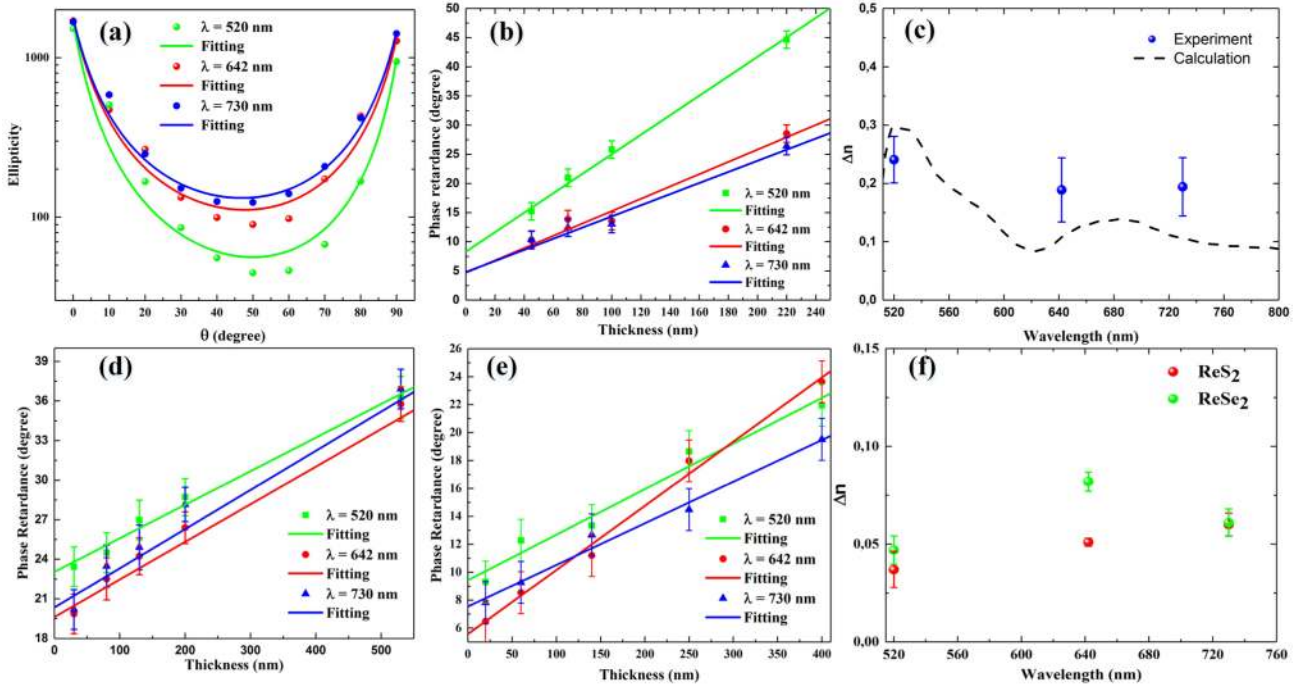 (a)
λ = 520 nm
Fitting
λ = 642 nm
Fitting
λ = 730 nm
Fitting
1000
100
Ellipticity
0 10 20 30 40 50 60 70 80 90
θ (degree)
(b)
50
45
40
35
30
25
20
15
10
5
0
Phase retardance (degree)
λ = 520 nm
Fitting
λ = 642 nm
Fitting
λ = 730 nm
Fitting
0 20 40 60 80 100 120 140 160 180 200 220 240
Thickness (nm)
(c)
Experiment
Calculation
0,5
0,4
0,3
0,2
0,1
0,0
Δn
520 560 600 640 680 720 760 800
Wavelength (nm)
(d)
39
36
33
30
27
24
21
18
Phase Retardance (degree)
λ = 520 nm
Fitting
λ = 642 nm
Fitting
λ = 730 nm
Fitting
0 100 200 300 400 500
Thickness (nm)
(e)
26
24
22
20
18
16
14
12
10
8
6
Phase Retardance (degree)
λ = 520 nm
Fitting
λ = 642 nm
Fitting
λ = 730 nm
Fitting
0 50 100 150 200 250 300 350 400
Thickness (nm)
(f)
ReS2
ReSe2
0,15
0,10
0,05
0,00
Δn
520 560 600 640 680 720 760
Wavelength (nm)